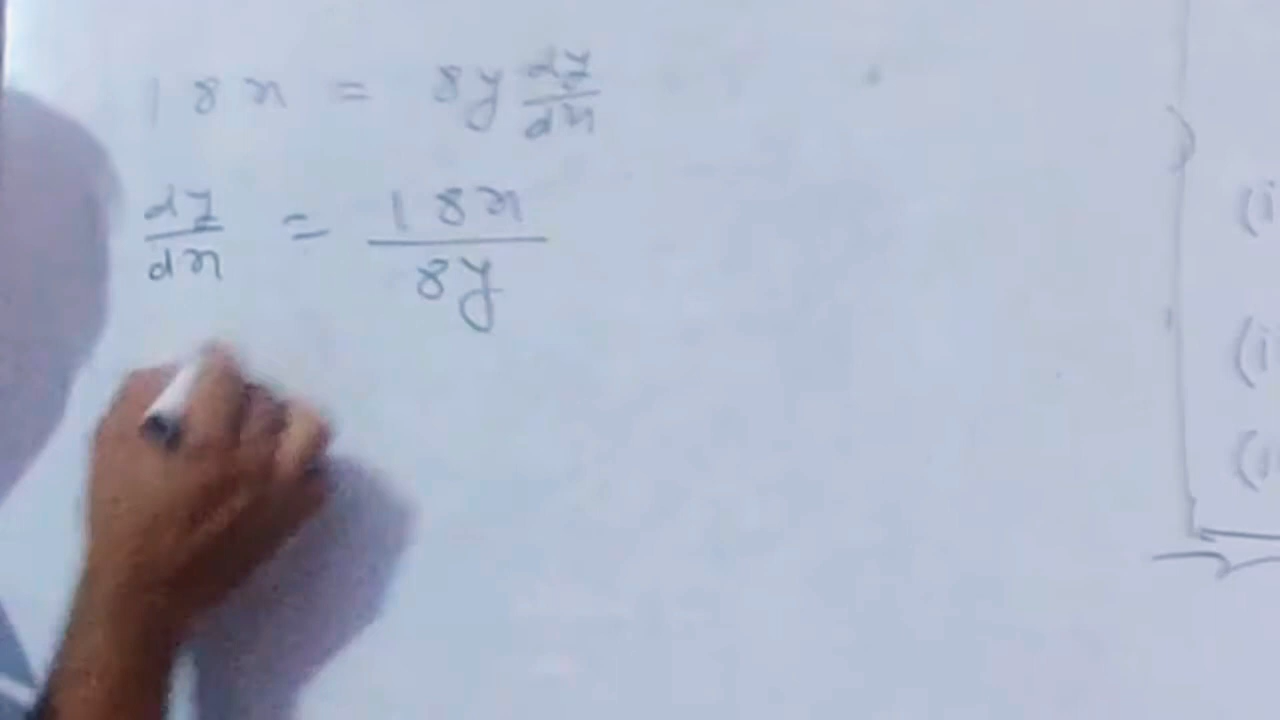 18x = 8y dy/dx
dy/dx = 18x/8y
(i
(i
(i